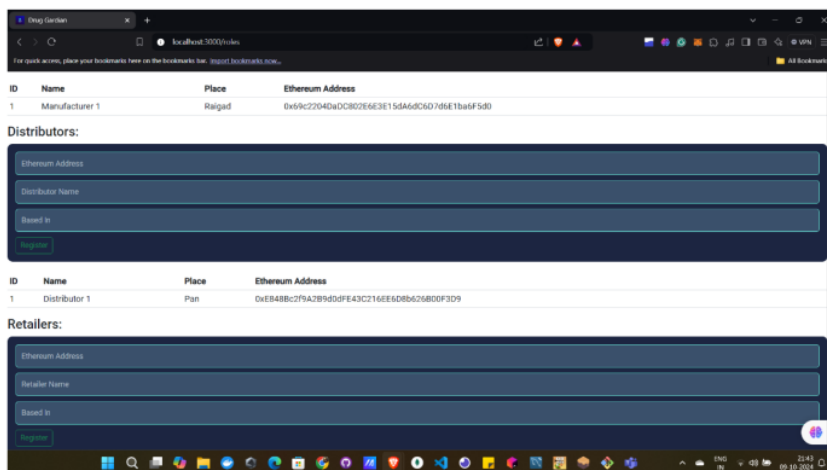 Drug Gardian
localhost:3000/roles
VPN
For quick access, place your bookmarks here on the bookmarks bar. Import bookmarks now...
All Bookmarks
ID Name Place Ethereum Address
1 Manufacturer 1 Raigad 0x69c2204DaDC802E6E3E15dA6dC6D7d6E1ba6F5d0
Distributors:
Ethereum Address
Distributor Name
Based in
Register
ID Name Place Ethereum Address
1 Distributor 1 Pan 0xE848Bc2f9A2B9d0dFE43C216EE6D8b626B00F3D9
Retailers:
Ethereum Address
Retailer Name
Based in
Register
ENG
IN
21:43
09-10-2024